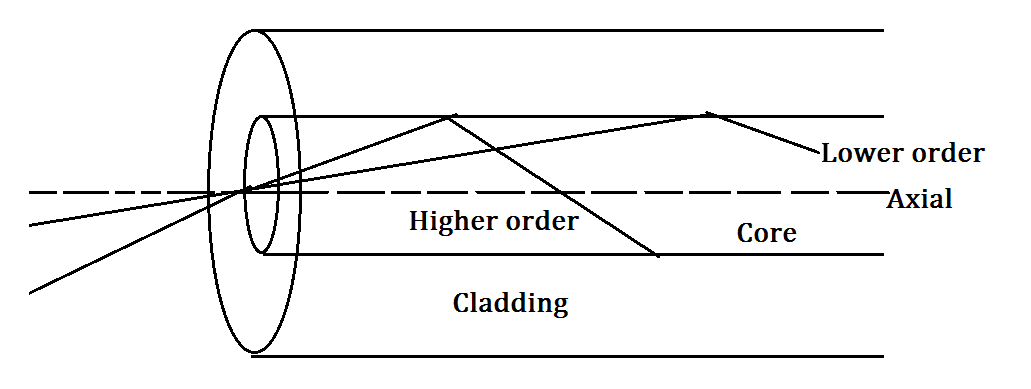 Lower order
Axial
Higher order
Core
Cladding